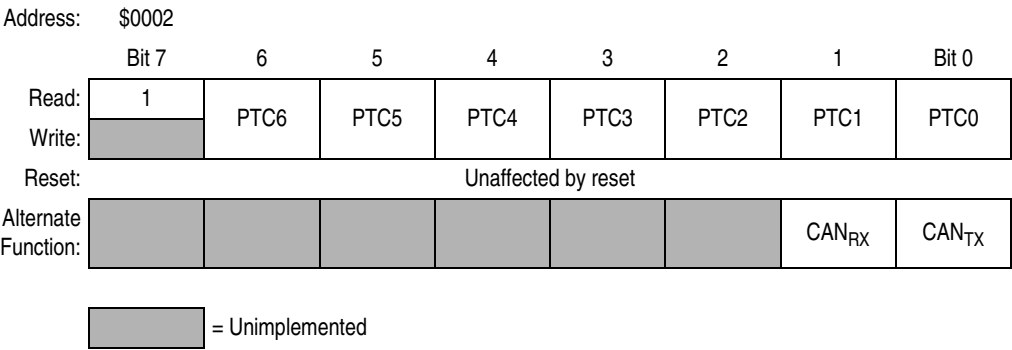 Address: $0002
Bit 7 6 5 4 3 2 1 Bit 0
Read: 1 PTC6 PTC5 PTC4 PTC3 PTC2 PTC1 PTC0
Write:
Reset: Unaffected by reset
Alternate
Function: CANRX CANTX
= Unimplemented